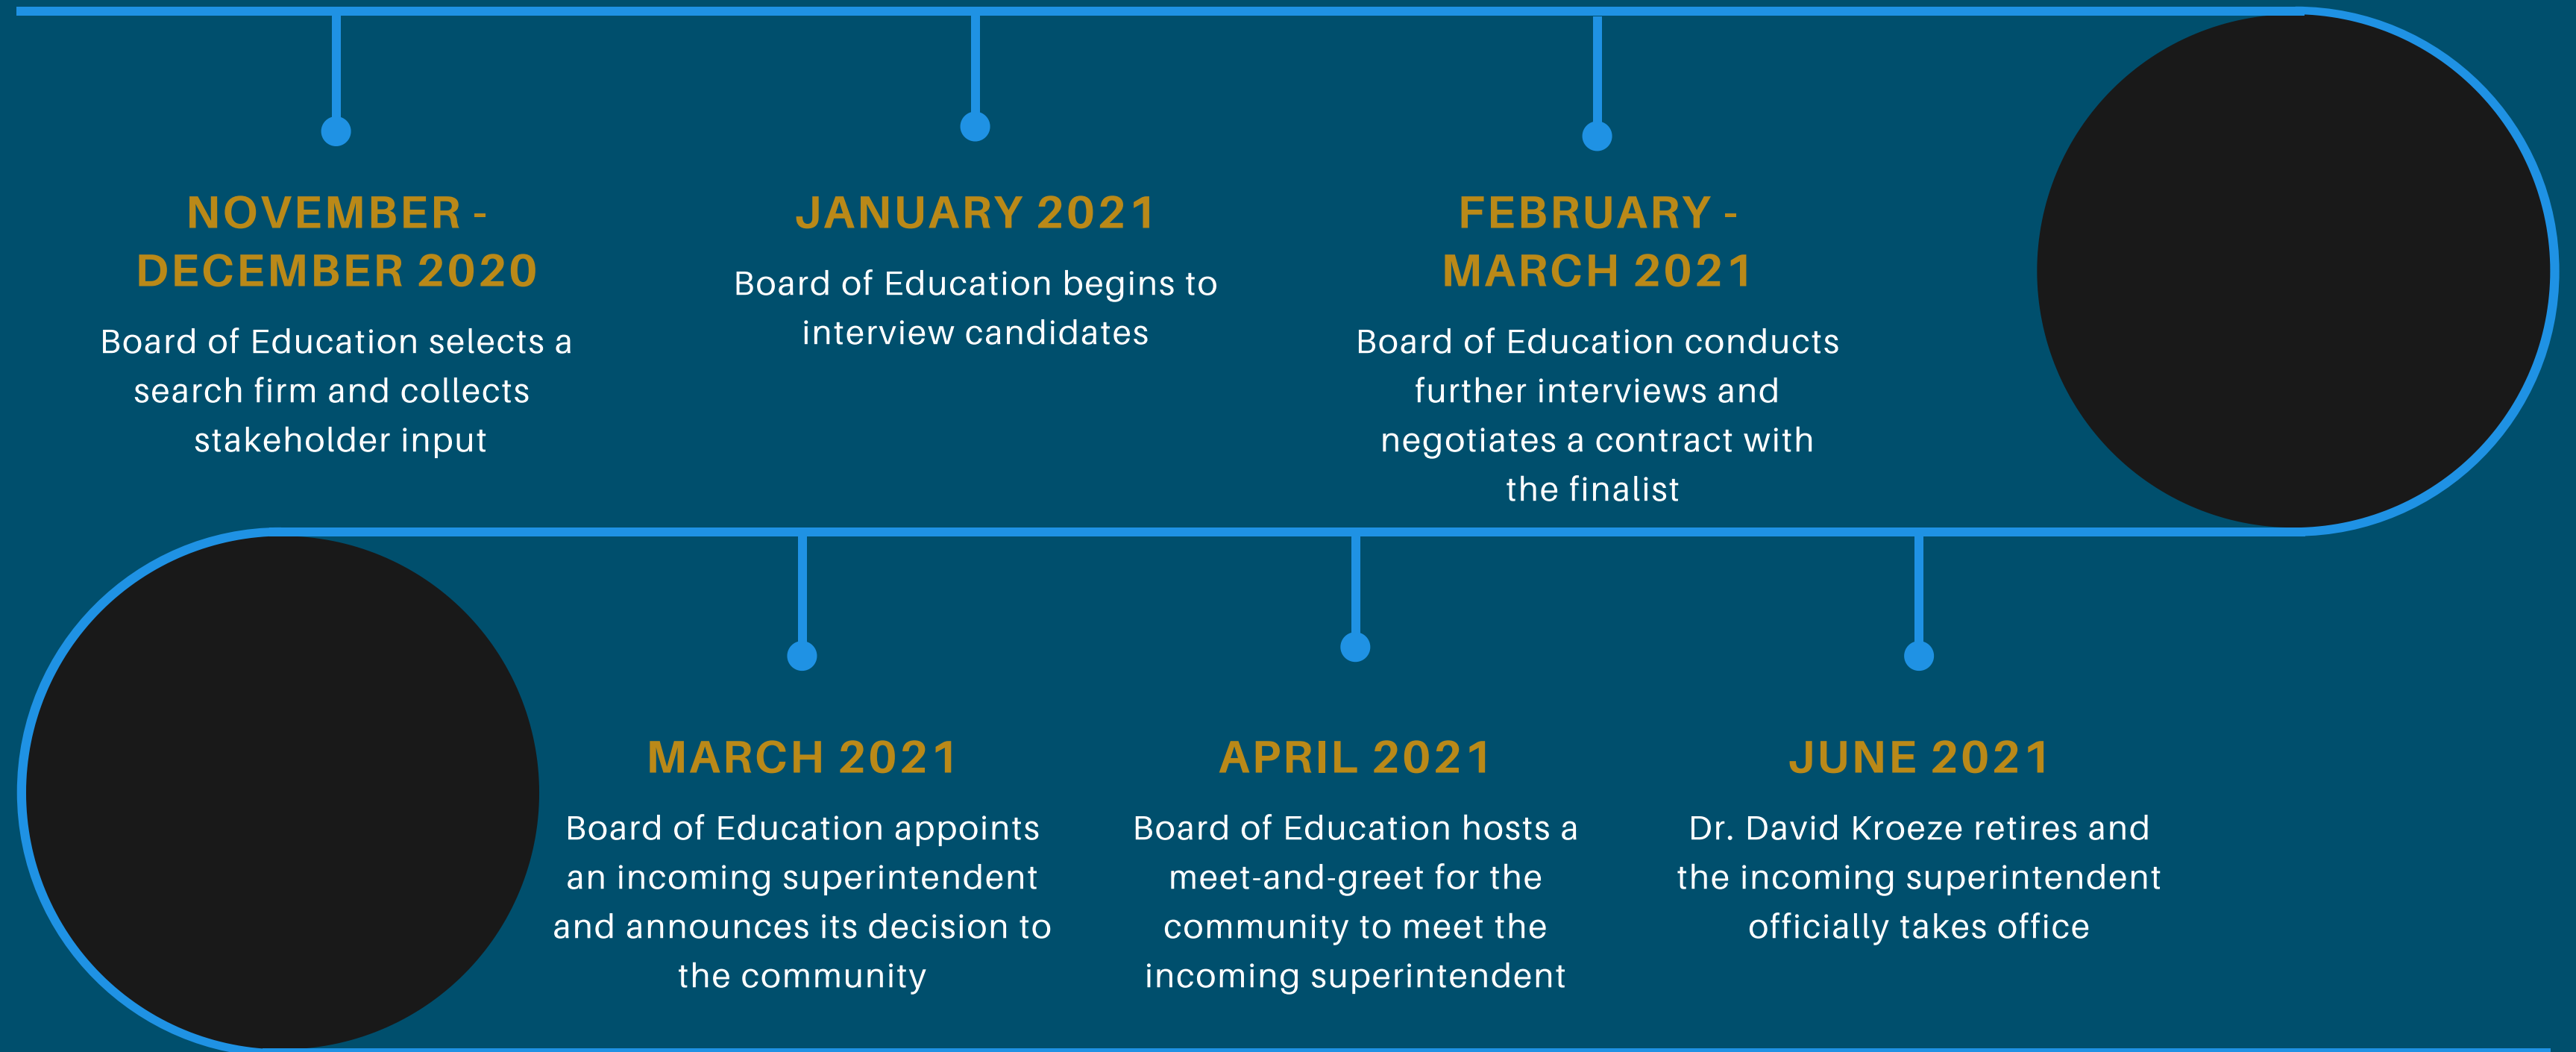 NOVEMBER -
DECEMBER 2020
Board of Education selects a
search firm and collects
stakeholder input
JANUARY 2021
Board of Education begins to
interview candidates
FEBRUARY -
MARCH 2021
Board of Education conducts
further interviews and
negotiates a contract with
the finalist
MARCH 2021
Board of Education appoints
an incoming superintendent
and announces its decision to
the community
APRIL 2021
Board of Education hosts a
meet-and-greet for the
community to meet the
incoming superintendent
JUNE 2021
Dr. David Kroeze retires and
the incoming superintendent
officially takes office